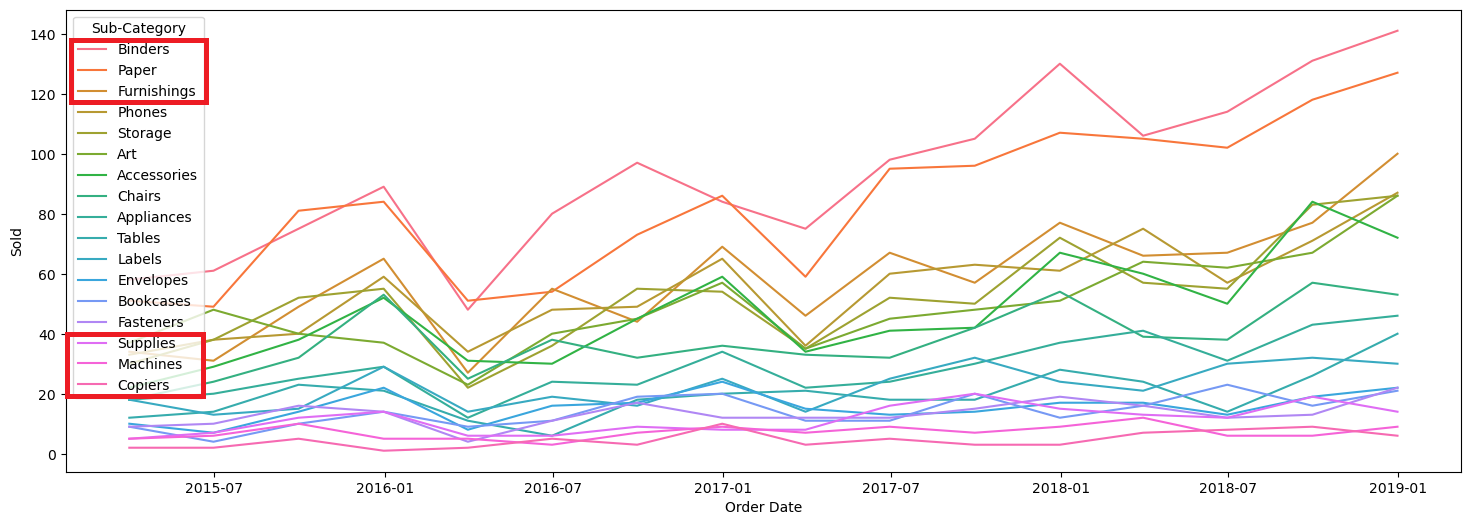 Sub-Category
Binders
Paper
Furnishings
Phones
Storage
Art
Accessories
Chairs
Appliances
Tables
Labels
Envelopes
Bookcases
Fasteners
Supplies
Machines
Copiers
Sold
140
120
100
80
60
40
20
0
2015-07 2016-01 2016-07 2017-01 2017-07 2018-01 2018-07 2019-01
Order Date